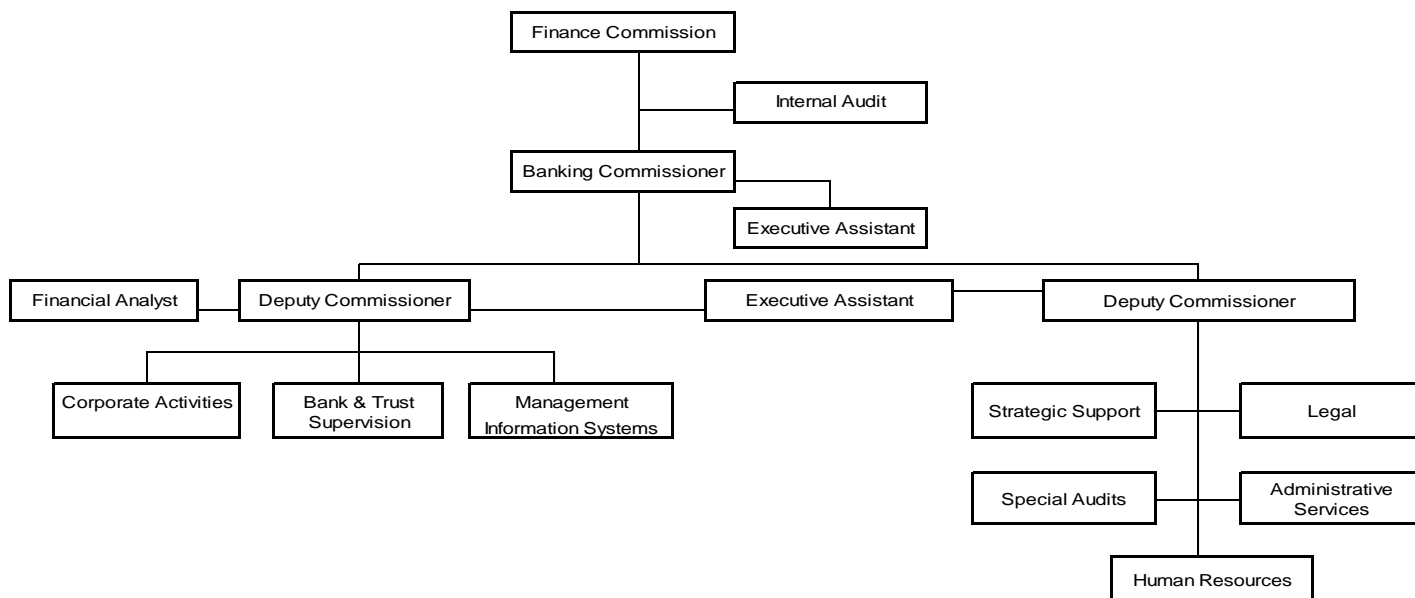 Finance Commission
Internal Audit
Banking Commissioner
Executive Assistant
Financial Analyst
Deputy Commissioner
Executive Assistant
Deputy Commissioner
Corporate Activities
Bank & Trust
Supervision
Management
Information Systems
Strategic Support
Legal
Special Audits
Administrative
Services
Human Resources